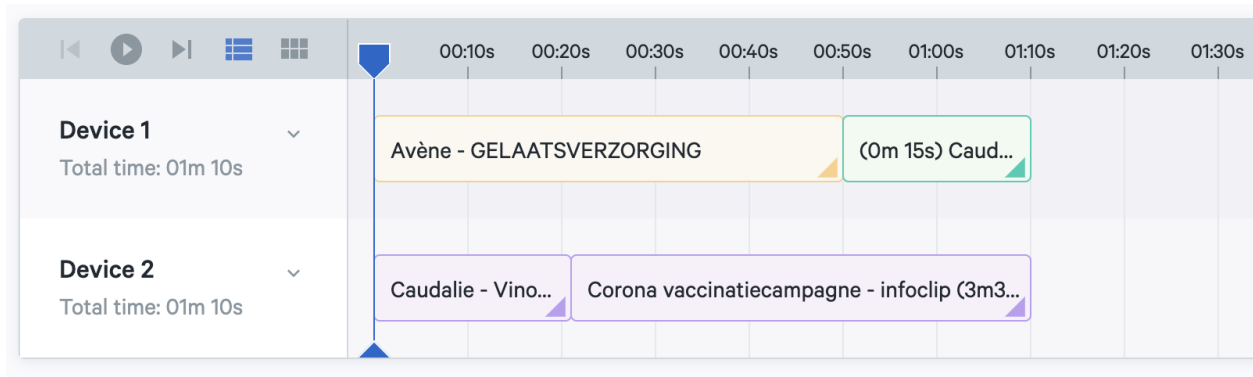 00:10s 00:20s 00:30s 00:40s 00:50s 01:00s 01:10s 01:20s 01:30s
Device 1
Total time: 01m 10s
Avène - GELAATSVERZORGING
(0m 15s) Caud...
Device 2
Total time: 01m 10s
Caudalie - Vino...
Corona vaccinatiecampagne - infoclip (3m3...